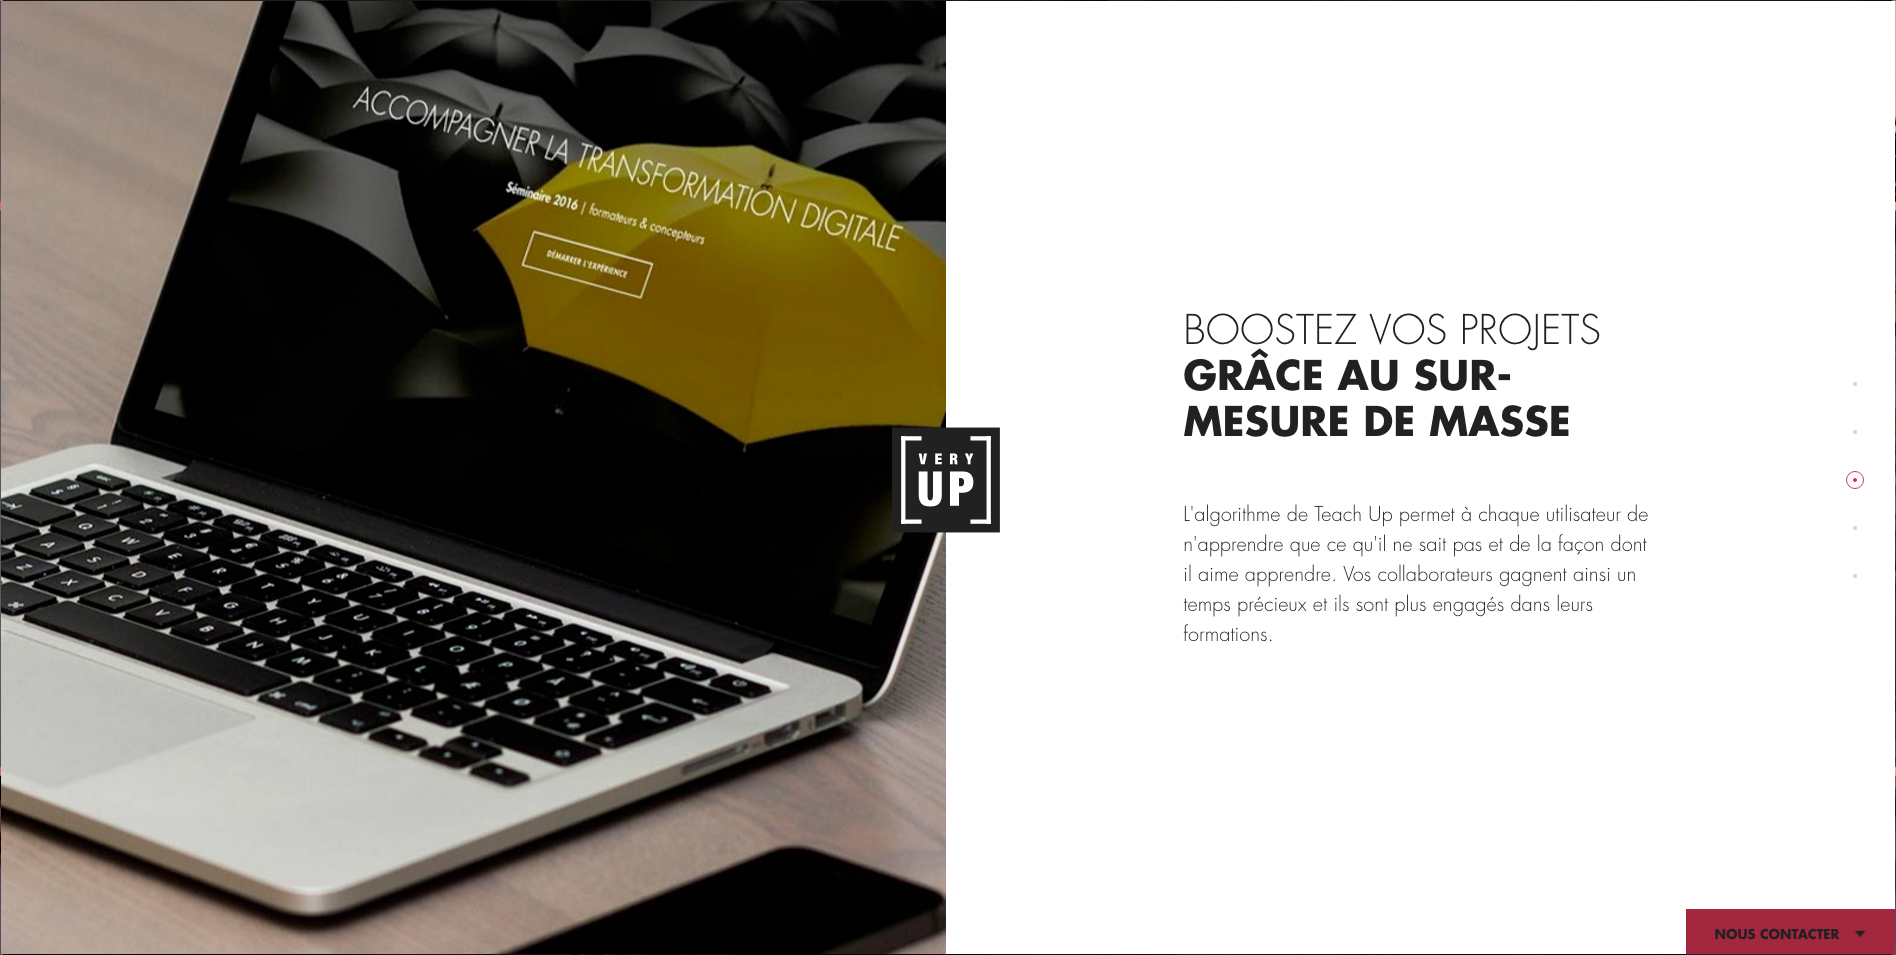 ACCOMPAGNER LA TRANSFORMATION DIGITALE
Séminaire 2016 | formateurs & concepteurs
DÉMARRER L'EXPÉRIENCE
VERY
UP
BOOSTEZ VOS PROJETS
GRÂCE AU SUR-
MESURE DE MASSE
L'algorithme de Teach Up permet à chaque utilisateur de
n'apprendre que ce qu'il ne sait pas et de la façon dont
il aime apprendre. Vos collaborateurs gagnent ainsi un
temps précieux et ils sont plus engagés dans leurs
formations.
NOUS CONTACTER